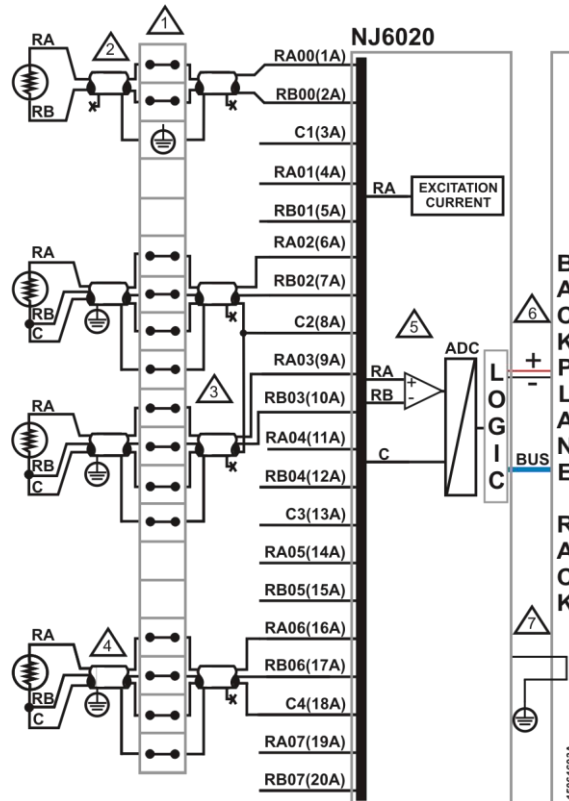 NJ6020
RA
2
1
RB
RA00(1A)
RB00(2A)
C1(3A)
RA01(4A)
RB01(5A)
RA
EXCITATION
CURRENT
RA
RB
C
RA02(6A)
RB02(7A)
C2(8A)
RA03(9A)
3
RA
RB
C
RB03(10A)
RA04(11A)
RB04(12A)
C3(13A)
RA05(14A)
RB05(15A)
5
RA
RB
C
+
-
ADC
LOGIC
6
+
-
BUS
BACKPLANE
RACK
7
RA
RB
C
4
RA06(16A)
RB06(17A)
C4(18A)
RA07(19A)
RB07(20A)